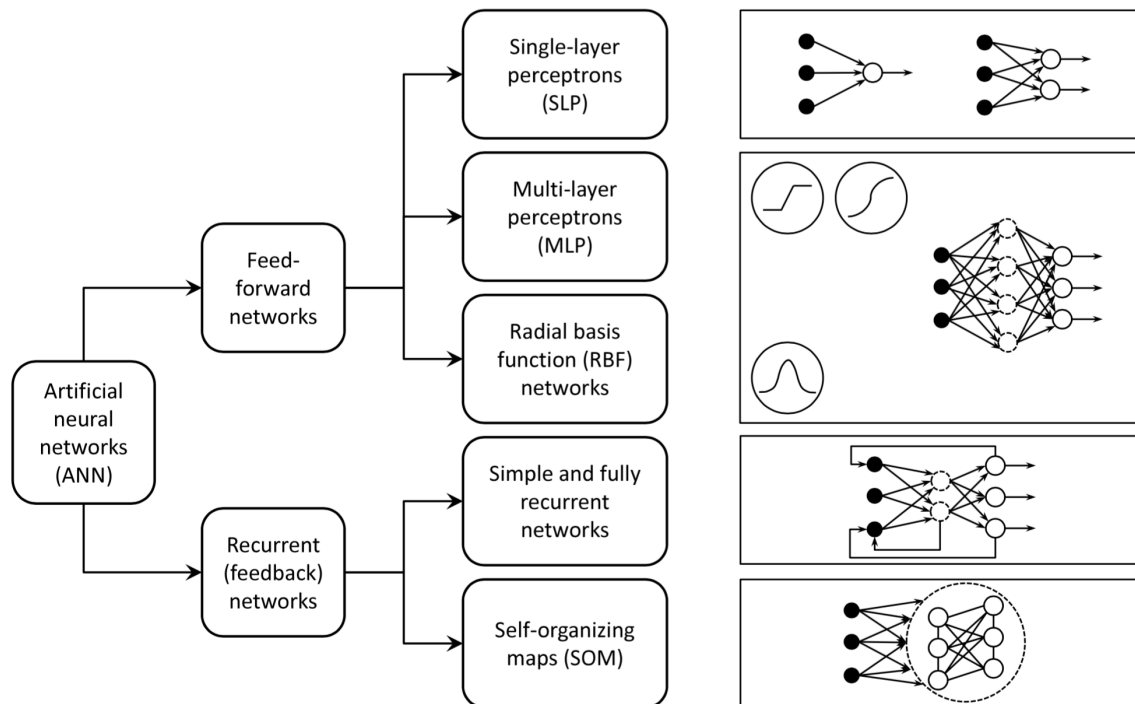 Artificial
neural
networks
(ANN)
Feed-
forward
networks
Recurrent
(feedback)
networks
Single-layer
perceptrons
(SLP)
Multi-layer
perceptrons
(MLP)
Radial basis
function (RBF)
networks
Simple and fully
recurrent
networks
Self-organizing
maps (SOM)